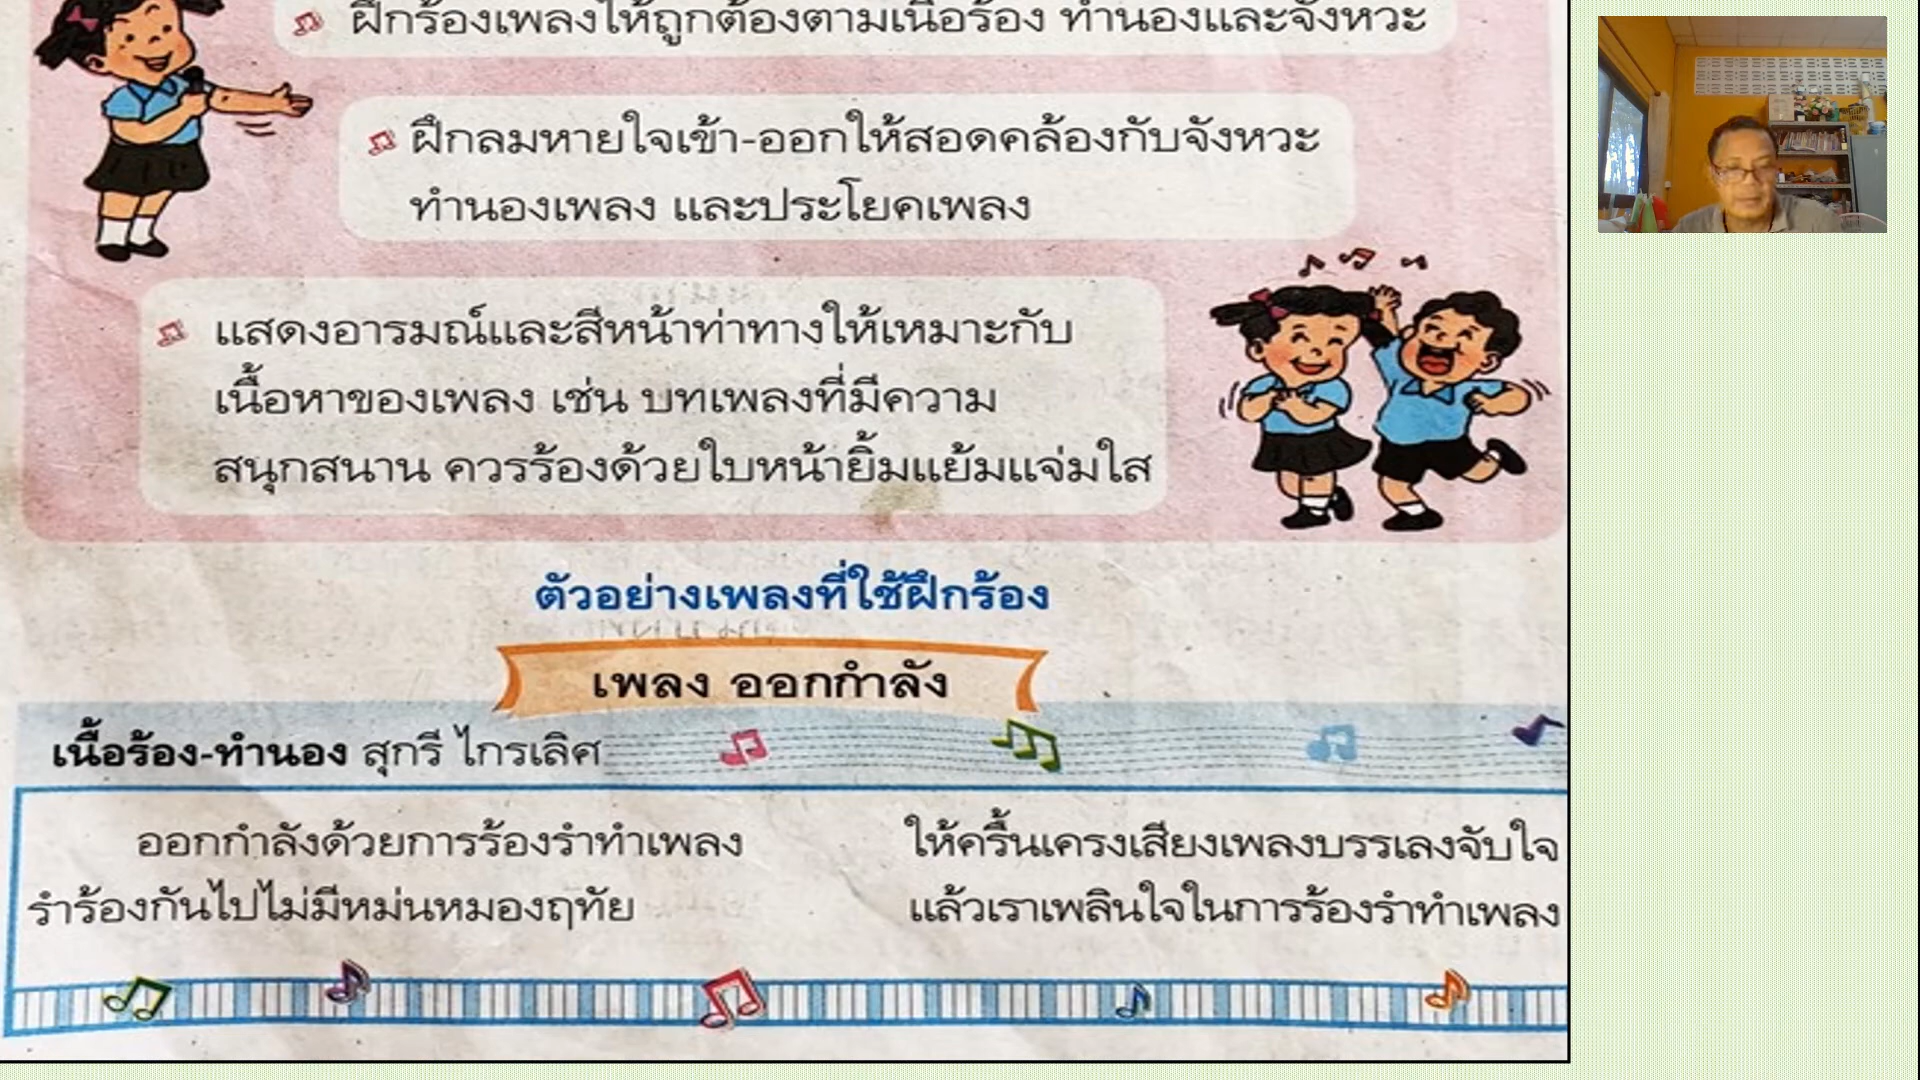 ฝึกร้องเพลงให้ถูกต้องตามเนื้อร้อง ทำนองและจังหวะ
ฝึกลมหายใจเข้า-ออกให้สอดคล้องกับจังหวะ
ทำนองเพลง และประโยคเพลง
แสดงอารมณ์และสีหน้าท่าทางให้เหมาะกับ
เนื้อหาของเพลง เช่น บทเพลงที่มีความ
สนุกสนาน ควรร้องด้วยใบหน้ายิ้มแย้มแจ่มใส
ตัวอย่างเพลงที่ใช้ฝึกร้อง
เพลง ออกกำลัง
เนื้อร้อง-ทำนอง สุกรี ไกรเลิศ
ออกกำลังด้วยการร้องรำทำเพลง ให้ครื้นเครงเสียงเพลงบรรเลงจับใจ
รำร้องกันไปไม่มีหม่นหมองฤทัย แล้วเราเพลินใจในการร้องรำทำเพลง